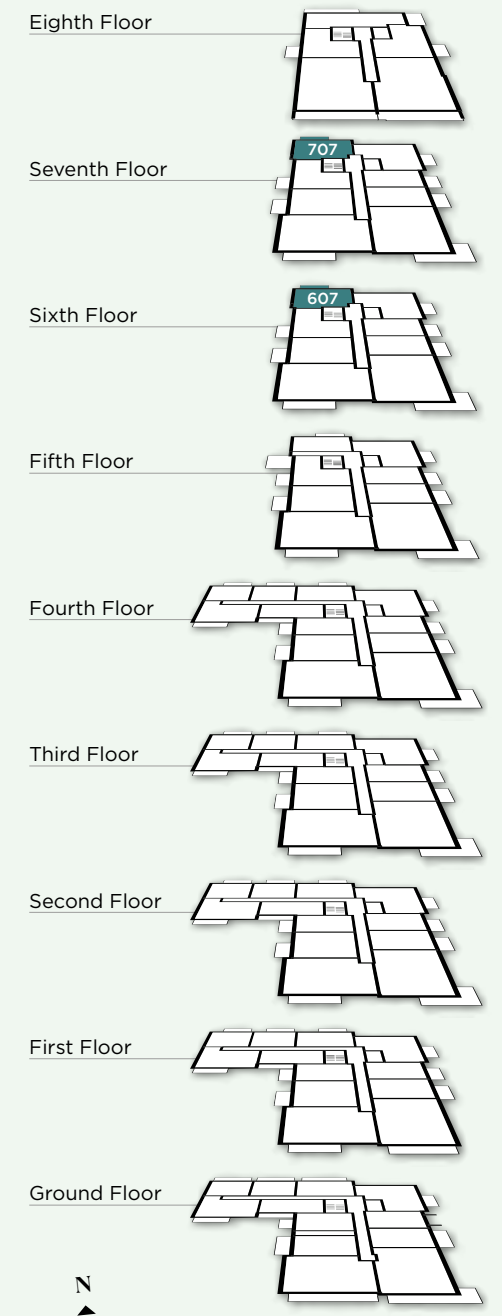 Eighth Floor
707
Seventh Floor
607
Sixth Floor
Fifth Floor
Fourth Floor
Third Floor
Second Floor
First Floor
Ground Floor
N